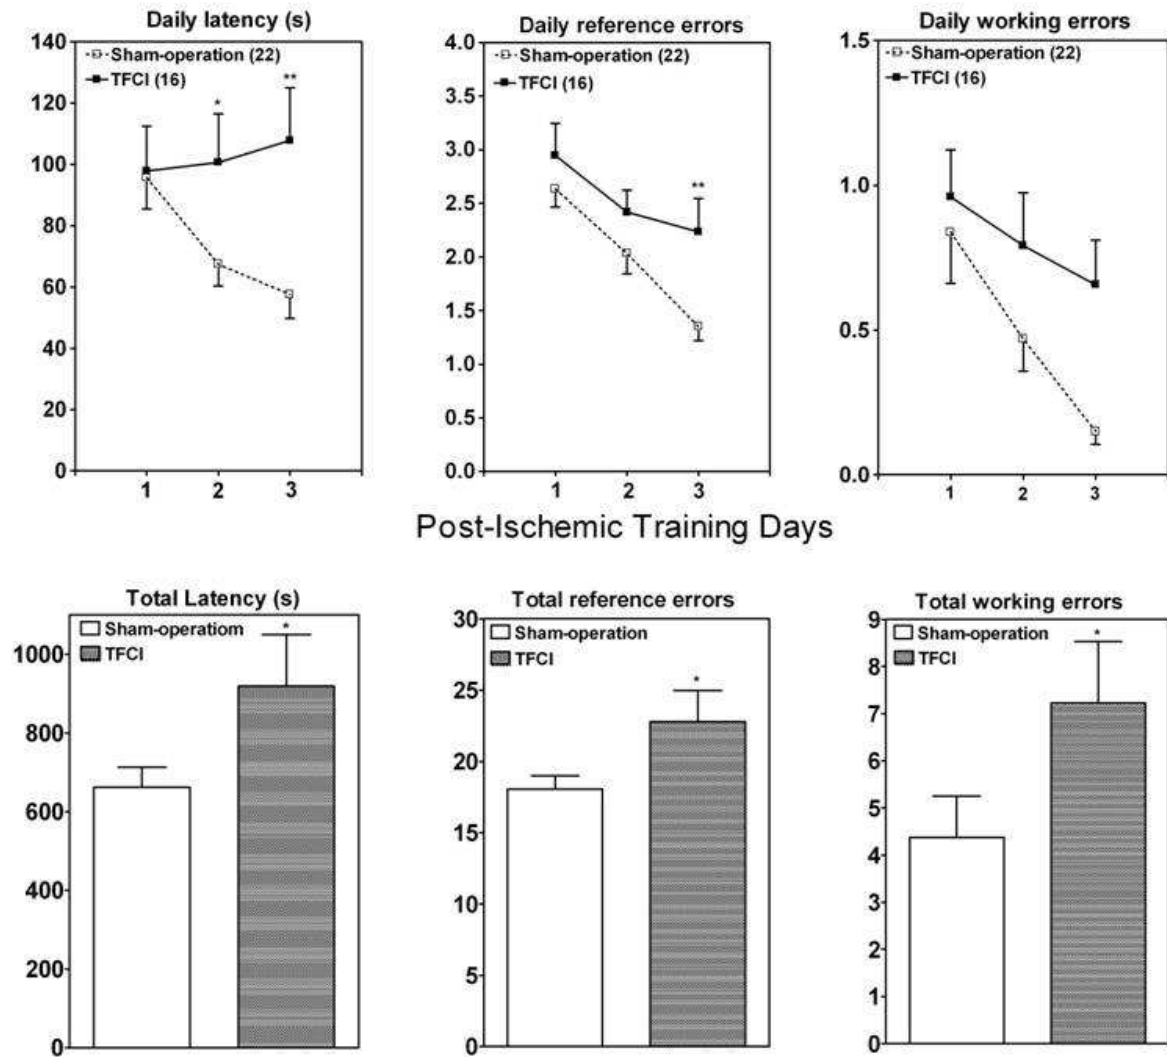 Daily latency (s)
140
120
100
80
60
40
20
0
Sham-operation (22)
TFCI (16)
*
**
1 2 3
Daily reference errors
4.0
3.5
3.0
2.5
2.0
1.5
1.0
0.5
0.0
Sham-operation (22)
TFCI (16)
**
1 2 3
Daily working errors
1.5
1.0
0.5
0.0
Sham-operation (22)
TFCI (16)
1 2 3
Post-Ischemic Training Days
Total Latency (s)
1000
800
600
400
200
0
Sham-operatiom
TFCI
*
Total reference errors
30
25
20
15
10
5
0
Sham-operation
TFCI
*
Total working errors
9
8
7
6
5
4
3
2
1
0
Sham-operation
TFCI
*